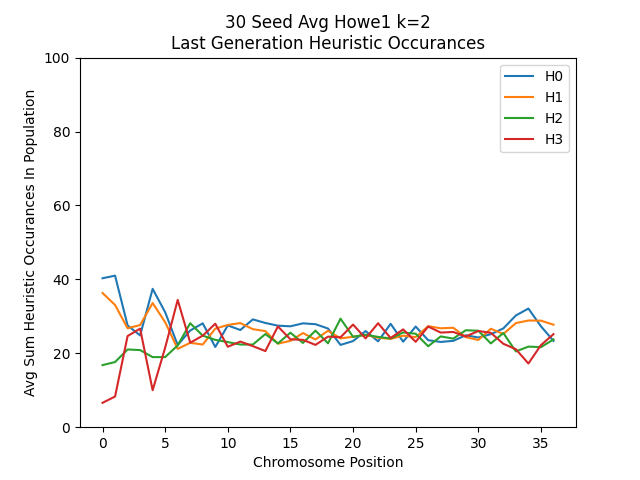 30 Seed Avg Howe1 k=2
Last Generation Heuristic Occurances
Avg Sum Heuristic Occurances In Population
100
80
60
40
20
0
H0
H1
H2
H3
0 5 10 15 20 25 30 35
Chromosome Position